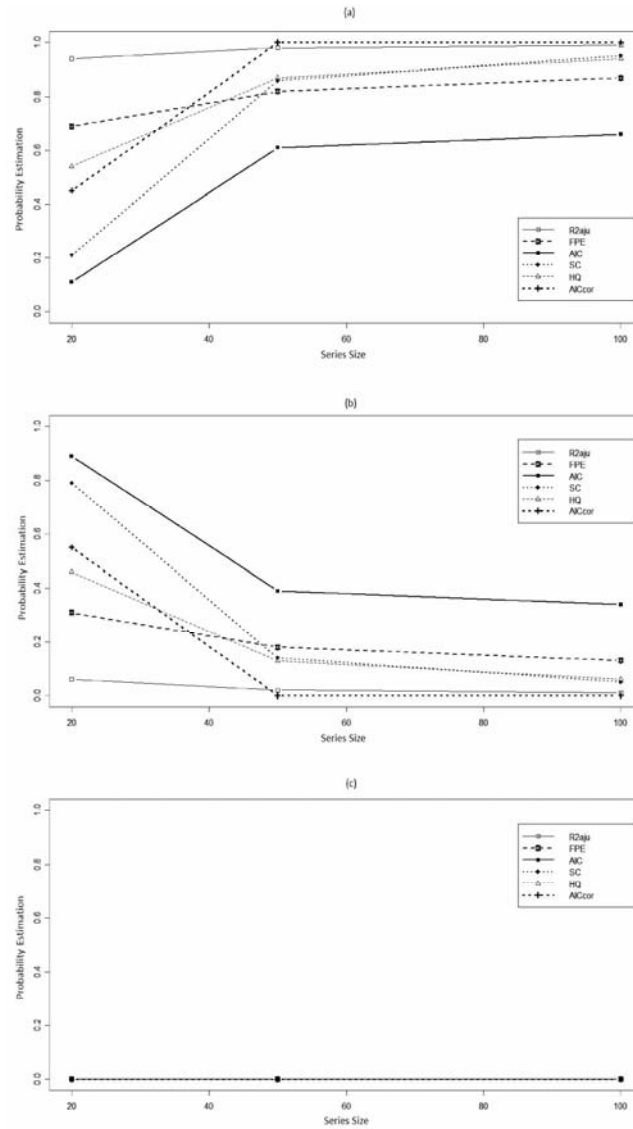 (a)
1.0
0.8
0.6
0.4
0.2
0.0
Probability Estimation
R2aju
FPE
AIC
SC
HQ
AICcor
20
40
60
80
100
Series Size
(b)
1.0
0.8
0.6
0.4
0.2
0.0
Probability Estimation
R2aju
FPE
AIC
SC
HQ
AICcor
20
40
60
80
100
Series Size
(c)
1.0
0.8
0.6
0.4
0.2
0.0
Probability Estimation
R2aju
FPE
AIC
SC
HQ
AICcor
20
40
60
80
100
Series Size